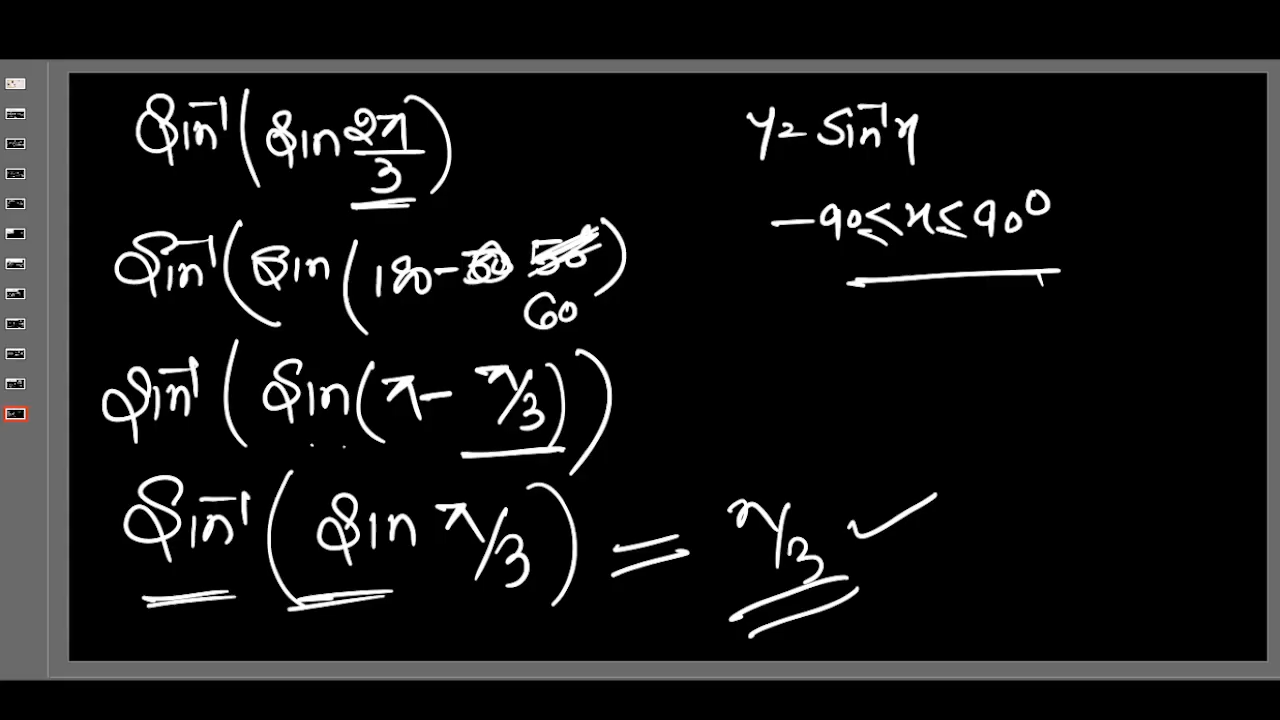 Sin⁻¹(Sin 2π/3)
Sin⁻¹(Sin(180- 60)
Sin⁻¹(Sin(π- π/3))
Sin⁻¹(Sin π/3) = π/3 ✓
y= Sin⁻¹x
-90≤x≤90⁰